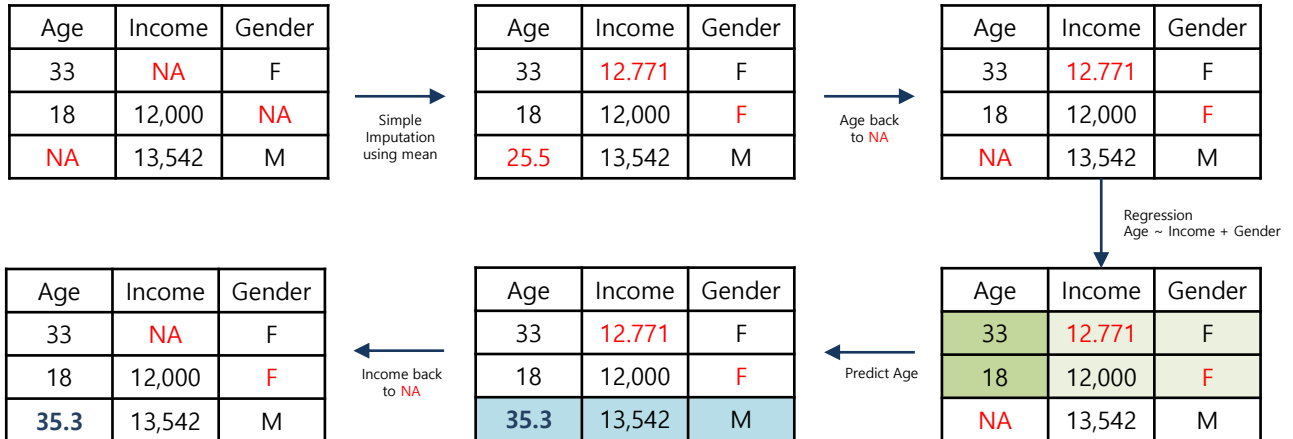 Age Income Gender
33 NA F
18 12,000 NA
NA 13,542 M
Simple
Imputation
using mean
Age Income Gender
33 12.771 F
18 12,000 F
25.5 13,542 M
Age back
to NA
Age Income Gender
33 12.771 F
18 12,000 F
NA 13,542 M
Regression
Age ~ Income + Gender
Age Income Gender
33 12.771 F
18 12,000 F
NA 13,542 M
Predict Age
Age Income Gender
33 12.771 F
18 12,000 F
35.3 13,542 M
Income back
to NA
Age Income Gender
33 NA F
18 12,000 F
35.3 13,542 M